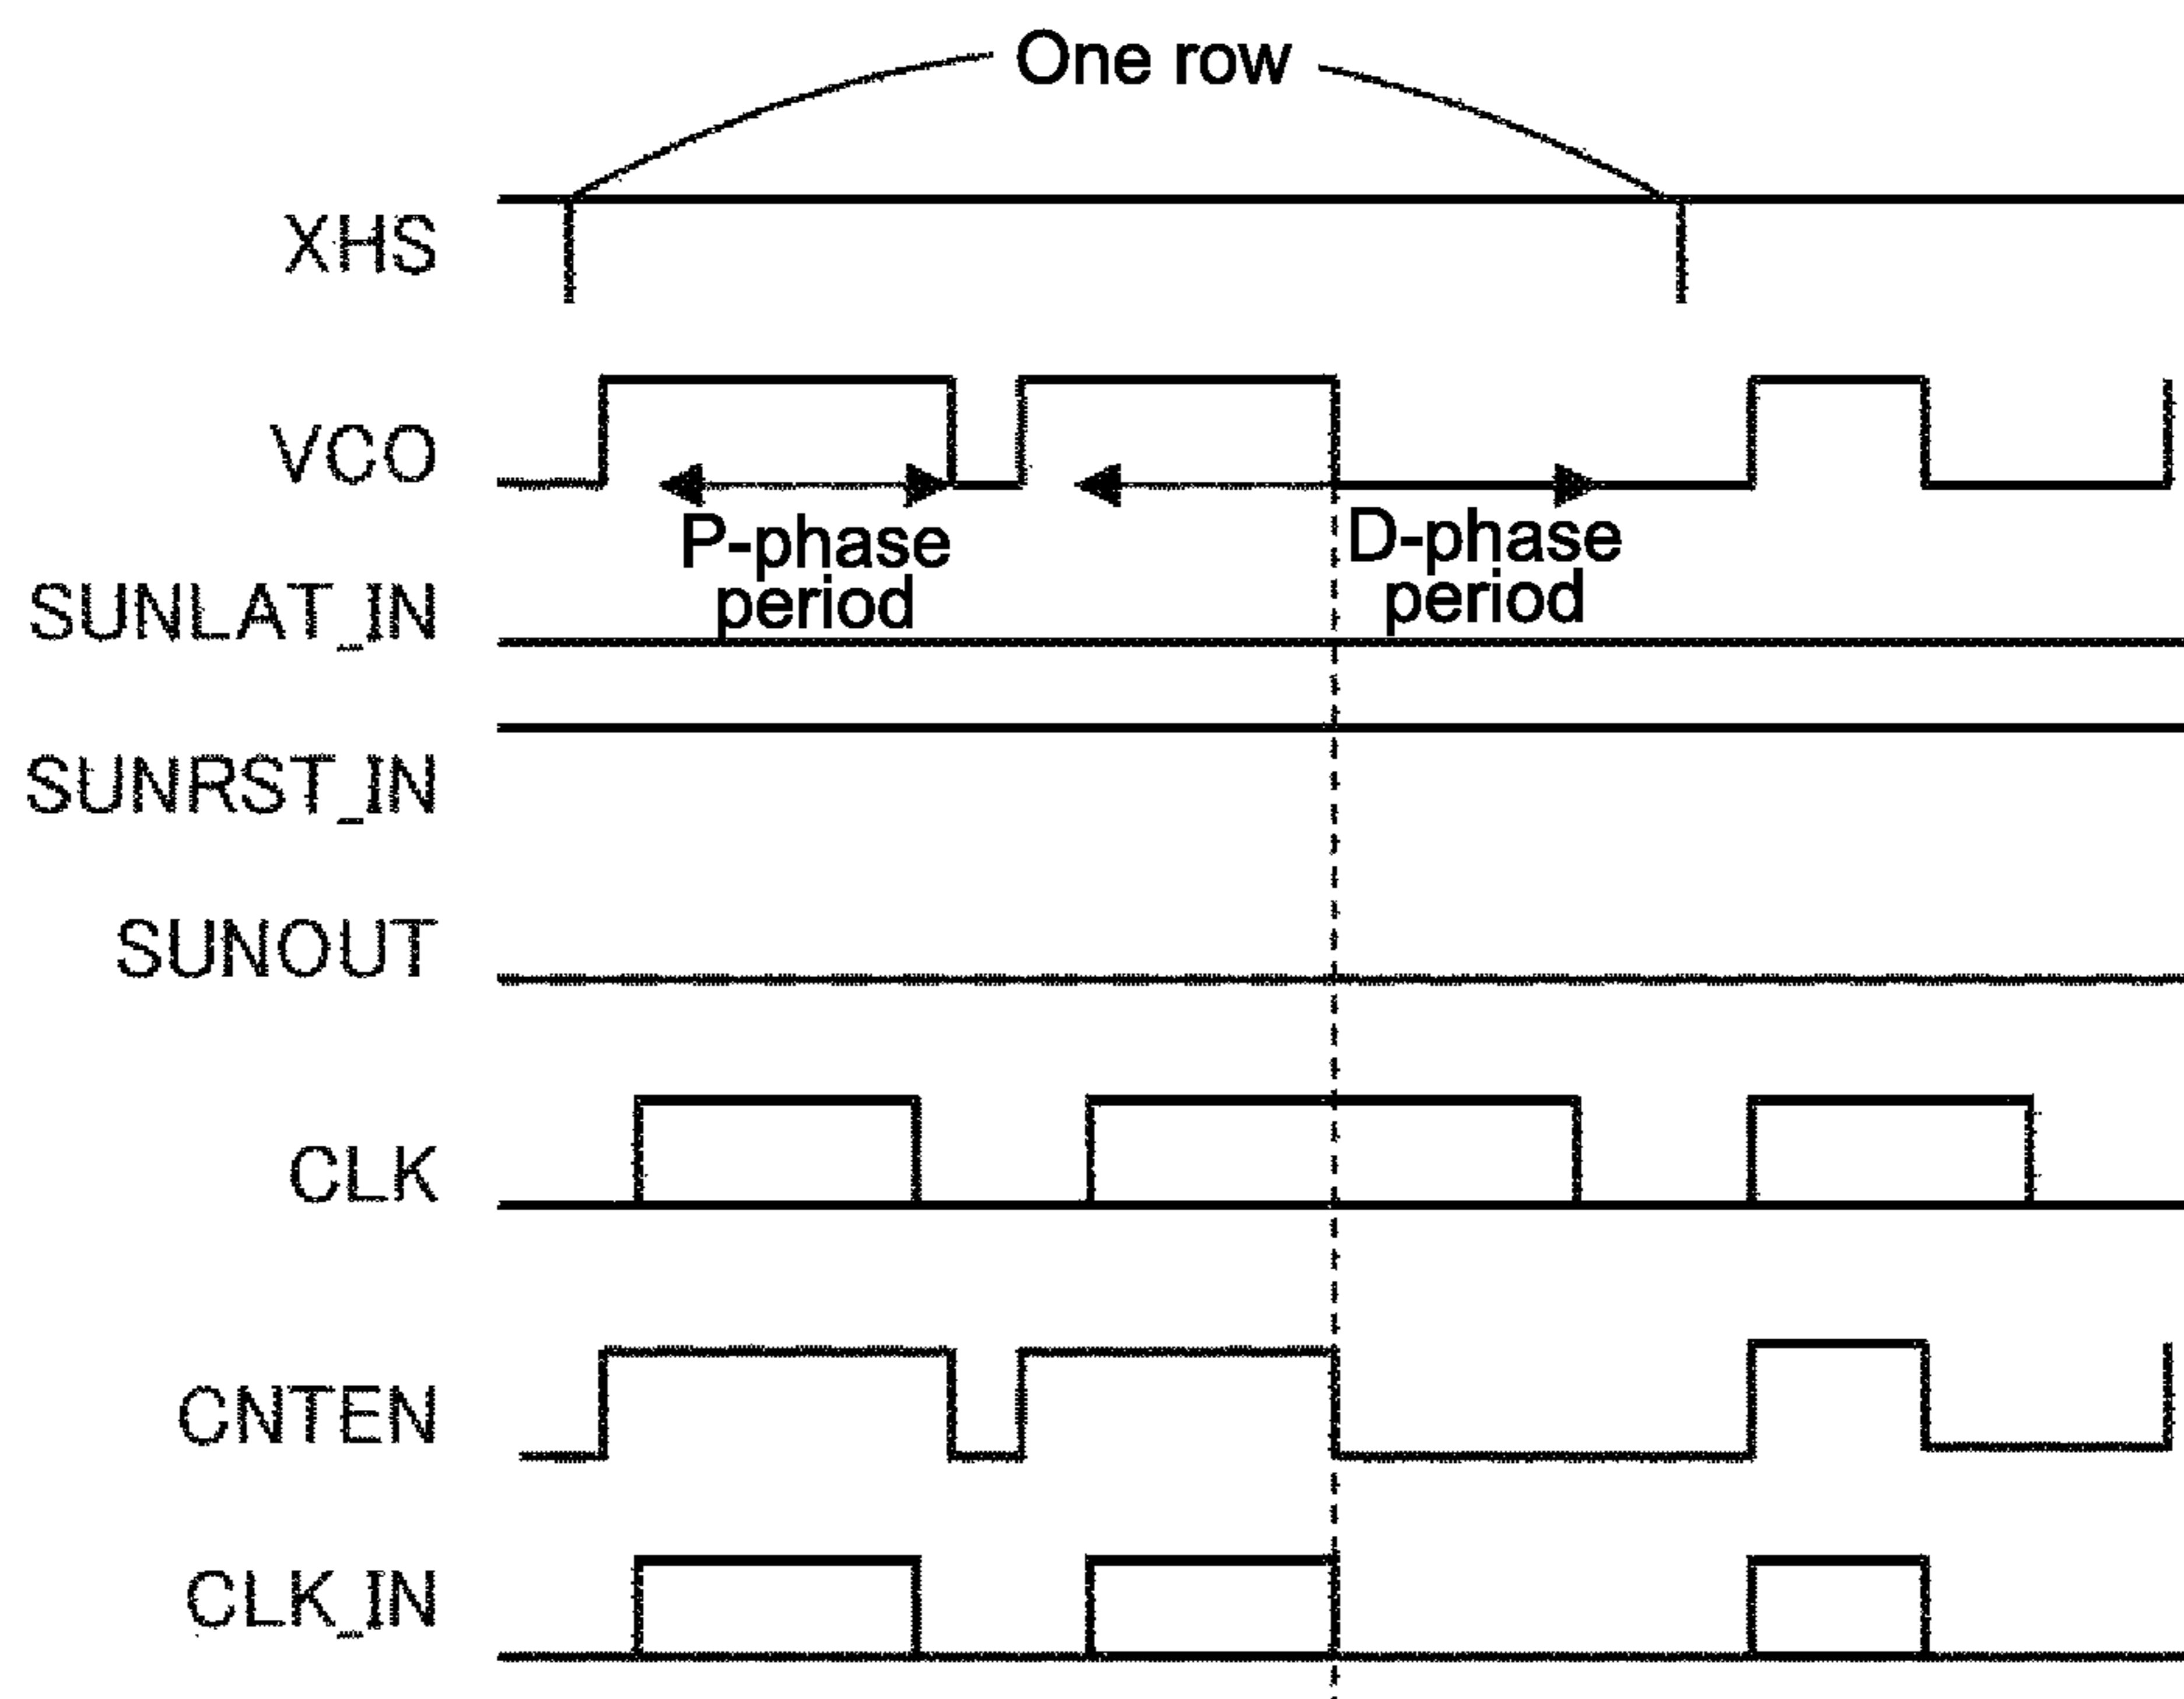 One row
XHS
VCO
P-phase
period
D-phase
period
SUNLAT_IN
SUNRST_IN
SUNOUT
CLK
CNTEN
CLK_IN